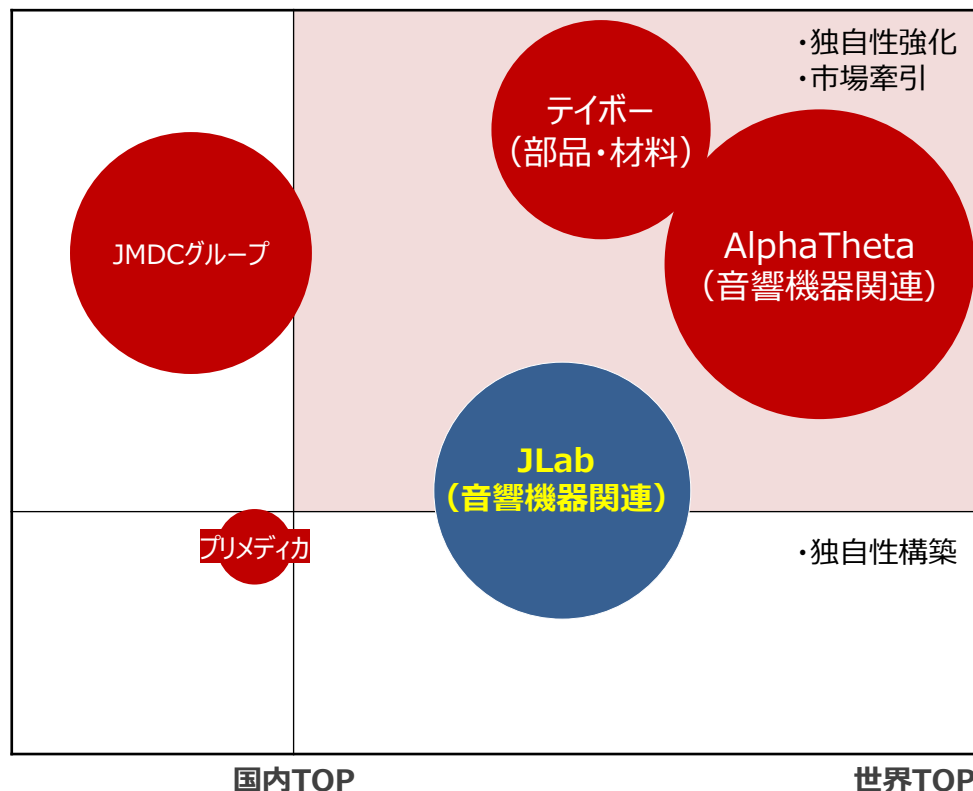 ・独自性強化
・市場牽引
テイボー
（部品・材料）
AlphaTheta
（音響機器関連）
JMDCグループ
JLab
（音響機器関連）
プリメディカ
・独自性構築
国内TOP
世界TOP